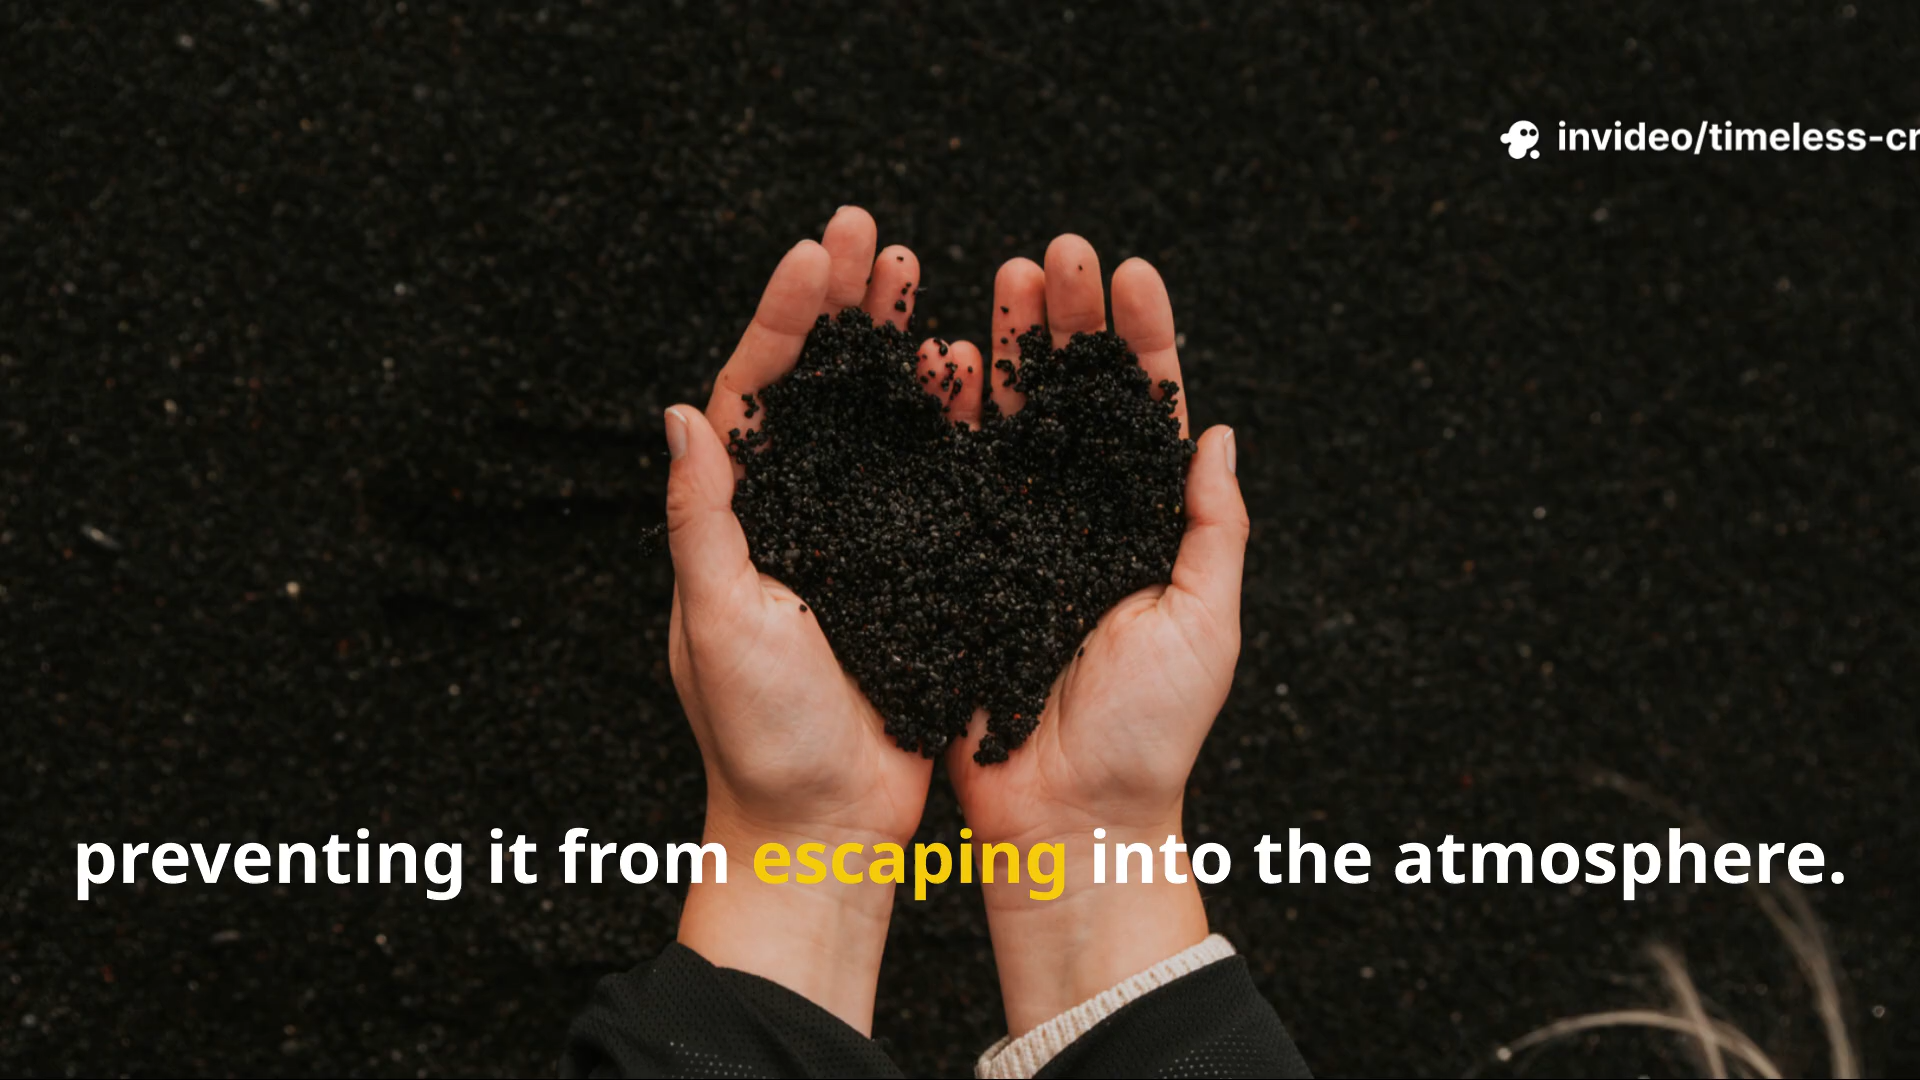 invideo/timeless-cr
preventing it from escaping into the atmosphere.